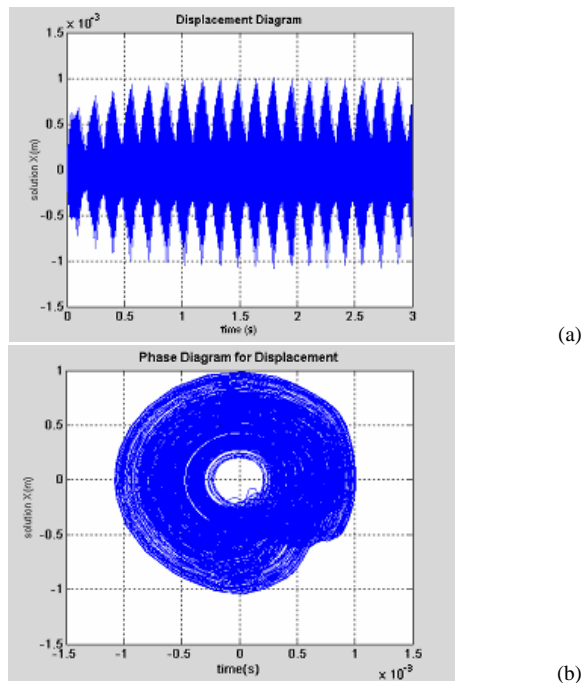 Displacement Diagram
x 10 -3
1.5
1
0.5
0
-0.5
-1
-1.5
0 0.5 1 1.5 2 2.5 3
solution X(m)
time (s)
(a)
Phase Diagram for Displacement
1
0.5
0
-0.5
-1
-1.5
-1.5 -1 -0.5 0 0.5 1 1.5
solution X(m)
time(s)
x 10 -3
(b)